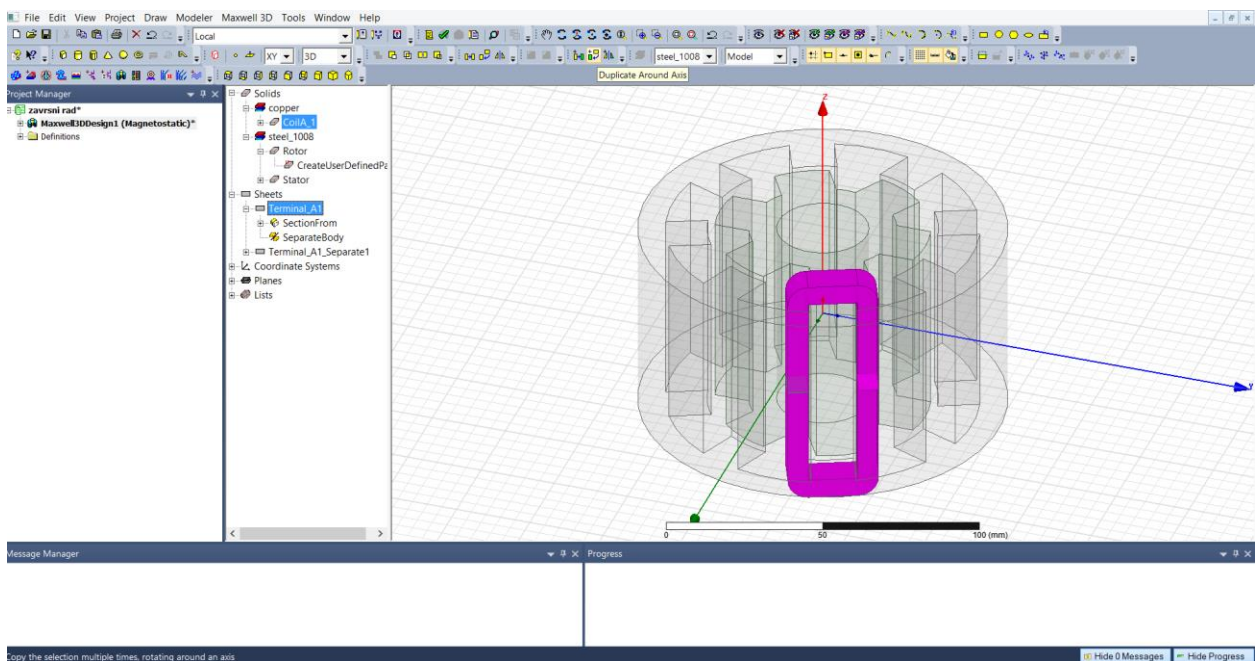 File Edit View Project Draw Modeler Maxwell 3D Tools Window Help
Local
XY 3D steel_1008 Model
Duplicate Around Axis
Project Manager
zavrsni rad*
Maxwell3DDesign1 (Magnetostatic)*
Definitions
Solids
copper
CoilA_1
steel_1008
Rotor
CreateUserDefinedPa
Stator
Sheets
Terminal_A1
SectionFrom
SeparateBody
Terminal_A1_Separate1
Coordinate Systems
Planes
Lists
z
y
0 50 100 (mm)
Message Manager
Progress
Copy the selection multiple times, rotating around an axis
Hide 0 Messages Hide Progress